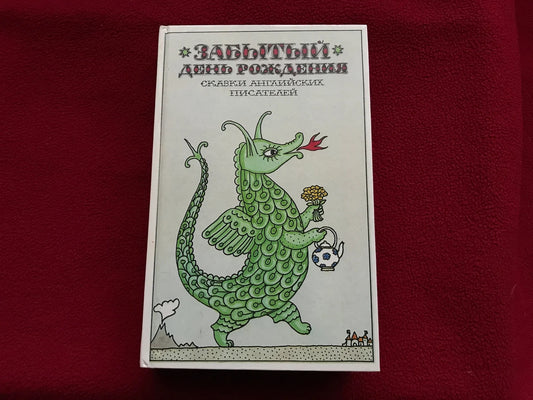 ЗАБЫТЫЙ
ДЕНЬ РОЖДЕНИЯ
СКАЗКИ АНГЛИЙСКИХ
ПИСАТЕЛЕЙ